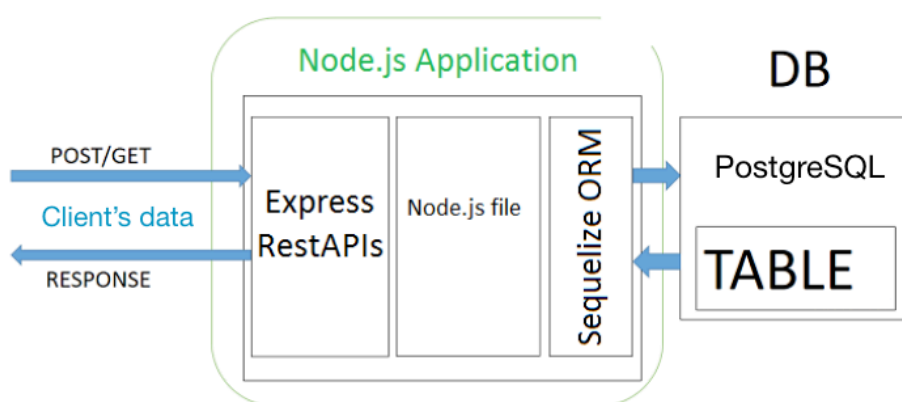 Node.js Application
DB
POST/GET
Client's data
RESPONSE
Express
RestAPIs
Node.js file
Sequelize ORM
PostgreSQL
TABLE